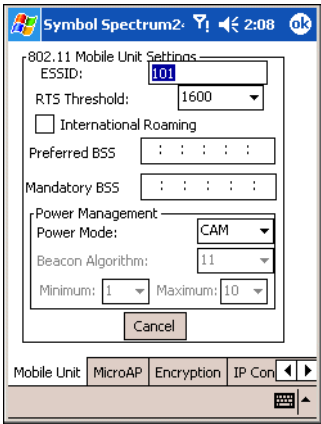 Symbol Spectrum24 2:08 ok
802.11 Mobile Unit Settings
ESSID: 101
RTS Threshold: 1600
International Roaming
Preferred BSS : : : : :
Mandatory BSS : : : : :
Power Management
Power Mode: CAM
Beacon Algorithm: 11
Minimum: 1 Maximum: 10
Cancel
Mobile Unit MicroAP Encryption IP Con